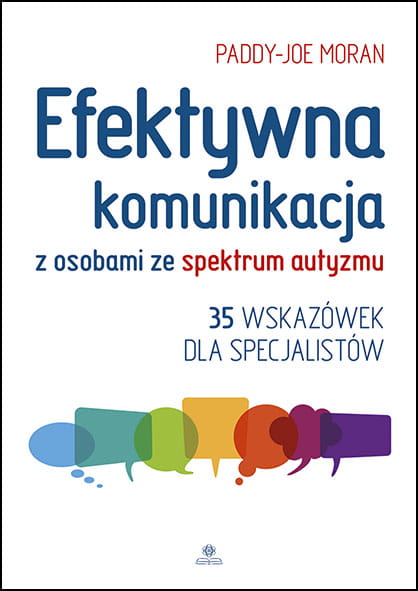 PADDY-JOE MORAN
Efektywna
komunikacja
z osobami ze spektrum autyzmu
35 WSKAZÓWEK
DLA SPECJALISTÓW